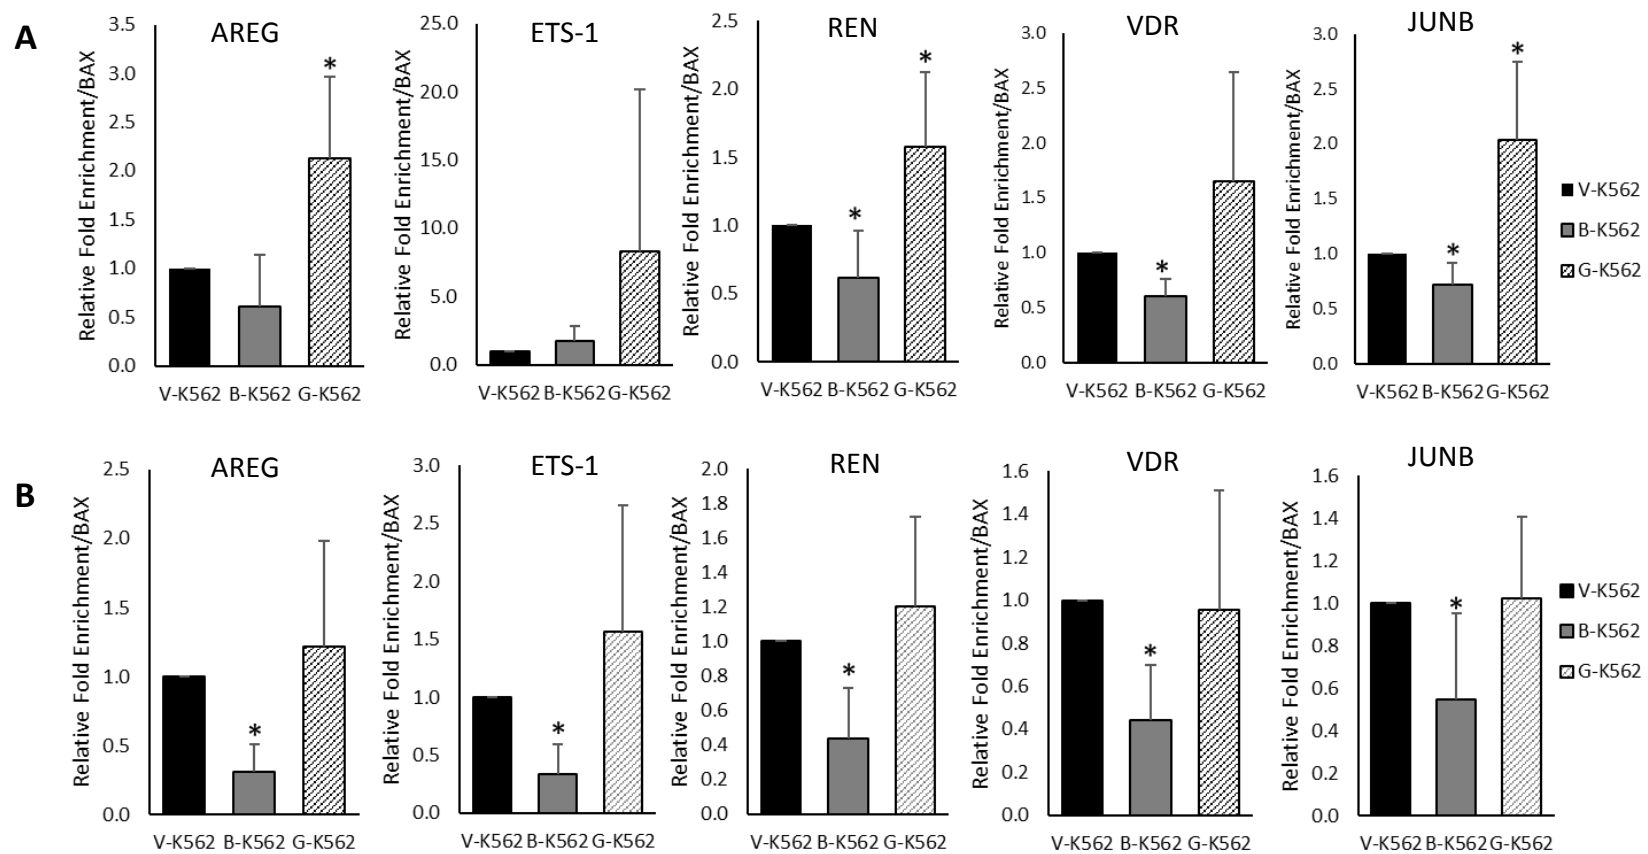 A
AREG
Relative Fold Enrichment/BAX
3.5
3.0
2.5
2.0
1.5
1.0
0.5
0.0
*
V-K562 B-K562 G-K562
ETS-1
Relative Fold Enrichment/BAX
25.0
20.0
15.0
10.0
5.0
0.0
V-K562 B-K562 G-K562
REN
Relative Fold Enrichment/BAX
2.5
2.0
1.5
1.0
0.5
0.0
*
*
V-K562 B-K562 G-K562
VDR
Relative Fold Enrichment/BAX
3.0
2.5
2.0
1.5
1.0
0.5
0.0
*
V-K562 B-K562 G-K562
JUNB
Relative Fold Enrichment/BAX
3.0
2.5
2.0
1.5
1.0
0.5
0.0
*
*
V-K562 B-K562 G-K562
V-K562
B-K562
G-K562
B
AREG
Relative Fold Enrichment/BAX
2.5
2.0
1.5
1.0
0.5
0.0
*
V-K562 B-K562 G-K562
ETS-1
Relative Fold Enrichment/BAX
3.0
2.5
2.0
1.5
1.0
0.5
0.0
*
V-K562 B-K562 G-K562
REN
Relative Fold Enrichment/BAX
2.0
1.8
1.6
1.4
1.2
1.0
0.8
0.6
0.4
0.2
0.0
*
V-K562 B-K562 G-K562
VDR
Relative Fold Enrichment/BAX
1.6
1.4
1.2
1.0
0.8
0.6
0.4
0.2
0.0
*
V-K562 B-K562 G-K562
JUNB
Relative Fold Enrichment/BAX
1.6
1.4
1.2
1.0
0.8
0.6
0.4
0.2
0.0
*
V-K562 B-K562 G-K562
V-K562
B-K562
G-K562